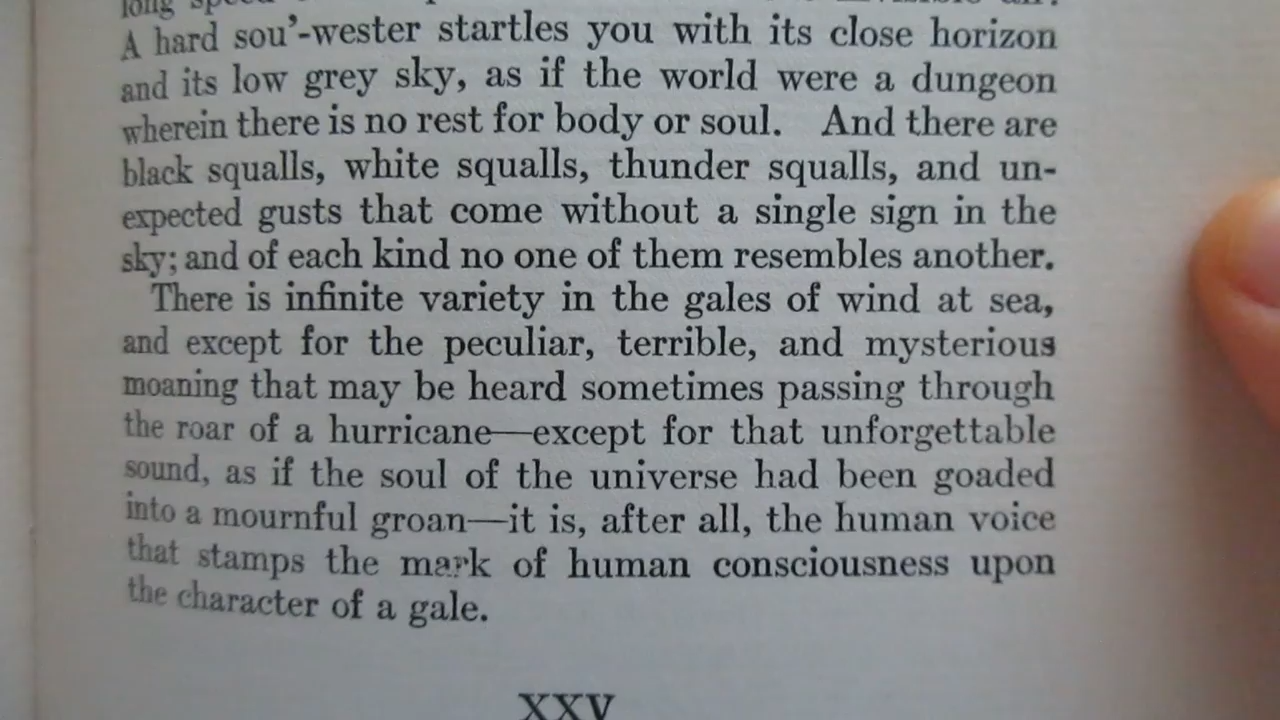 long
A hard sou'-wester startles you with its close horizon
and its low grey sky, as if the world were a dungeon
wherein there is no rest for body or soul. And there are
black squalls, white squalls, thunder squalls, and un-
expected gusts that come without a single sign in the
sky; and of each kind no one of them resembles another.
There is infinite variety in the gales of wind at sea,
and except for the peculiar, terrible, and mysterious
moaning that may be heard sometimes passing through
the roar of a hurricane—except for that unforgettable
sound, as if the soul of the universe had been goaded
into a mournful groan—it is, after all, the human voice
that stamps the mark of human consciousness upon
the character of a gale.
XXV